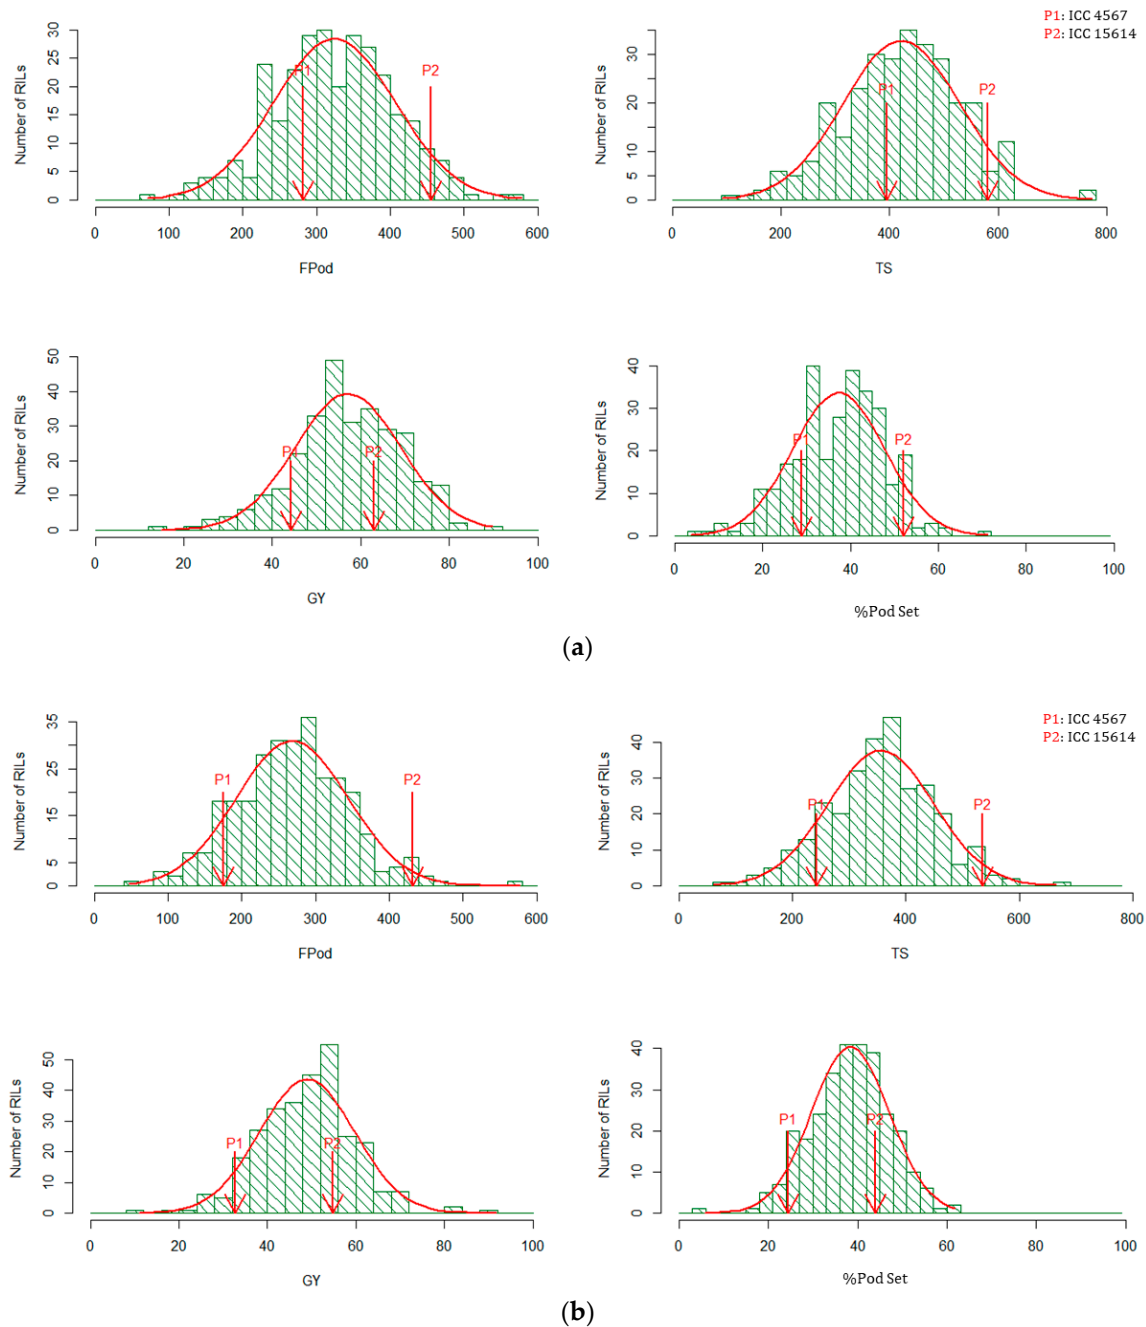 P1: ICC 4567
P2: ICC 15614
Number of RILs
0 5 10 15 20 25 30
P1
P2
0 100 200 300 400 500 600
FPod
Number of RILs
0 5 15 25 35
P1
P2
0 200 400 600 800
TS
Number of RILs
0 10 20 30 40 50
P1
P2
0 20 40 60 80 100
GY
Number of RILs
0 10 20 30 40
P1
P2
0 20 40 60 80 100
%Pod Set
(a)
Number of RILs
0 5 15 25 35
P1
P2
0 100 200 300 400 500 600
FPod
P1: ICC 4567
P2: ICC 15614
Number of RILs
0 10 20 30 40
P1
P2
0 200 400 600 800
TS
Number of RILs
0 10 20 30 40 50
P1
P2
0 20 40 60 80 100
GY
Number of RILs
0 10 20 30 40
P1
P2
0 20 40 60 80 100
%Pod Set
(b)